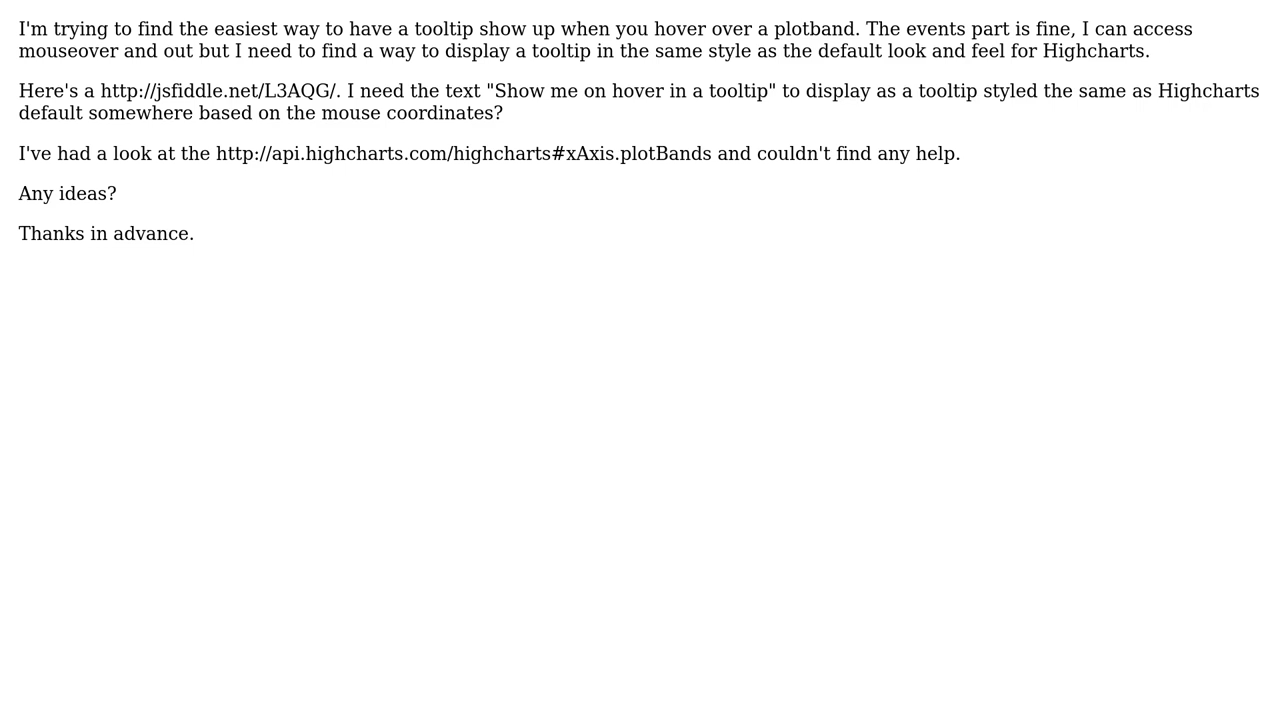 I'm trying to find the easiest way to have a tooltip show up when you hover over a plotband. The events part is fine, I can access
mouseover and out but I need to find a way to display a tooltip in the same style as the default look and feel for Highcharts.
Here's a http://jsfiddle.net/L3AQG/. I need the text "Show me on hover in a tooltip" to display as a tooltip styled the same as Highcharts
default somewhere based on the mouse coordinates?
I've had a look at the http://api.highcharts.com/highcharts#xAxis.plotBands and couldn't find any help.
Any ideas?
Thanks in advance.